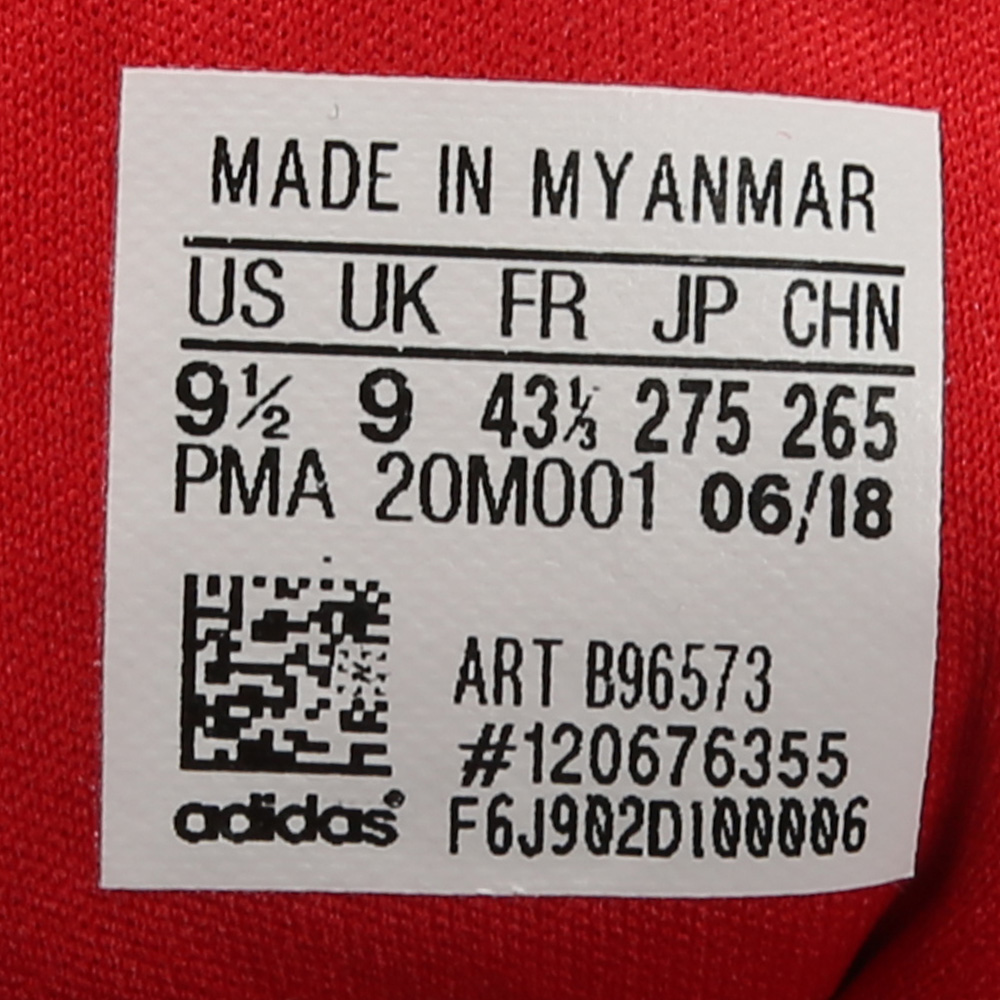 MADE IN MYANMAR
US UK FR JP CHN
9½ 9 43⅓ 275 265
PMA 20M001 06/18
ART B96573
#120676355
adidas® F6J902D100006